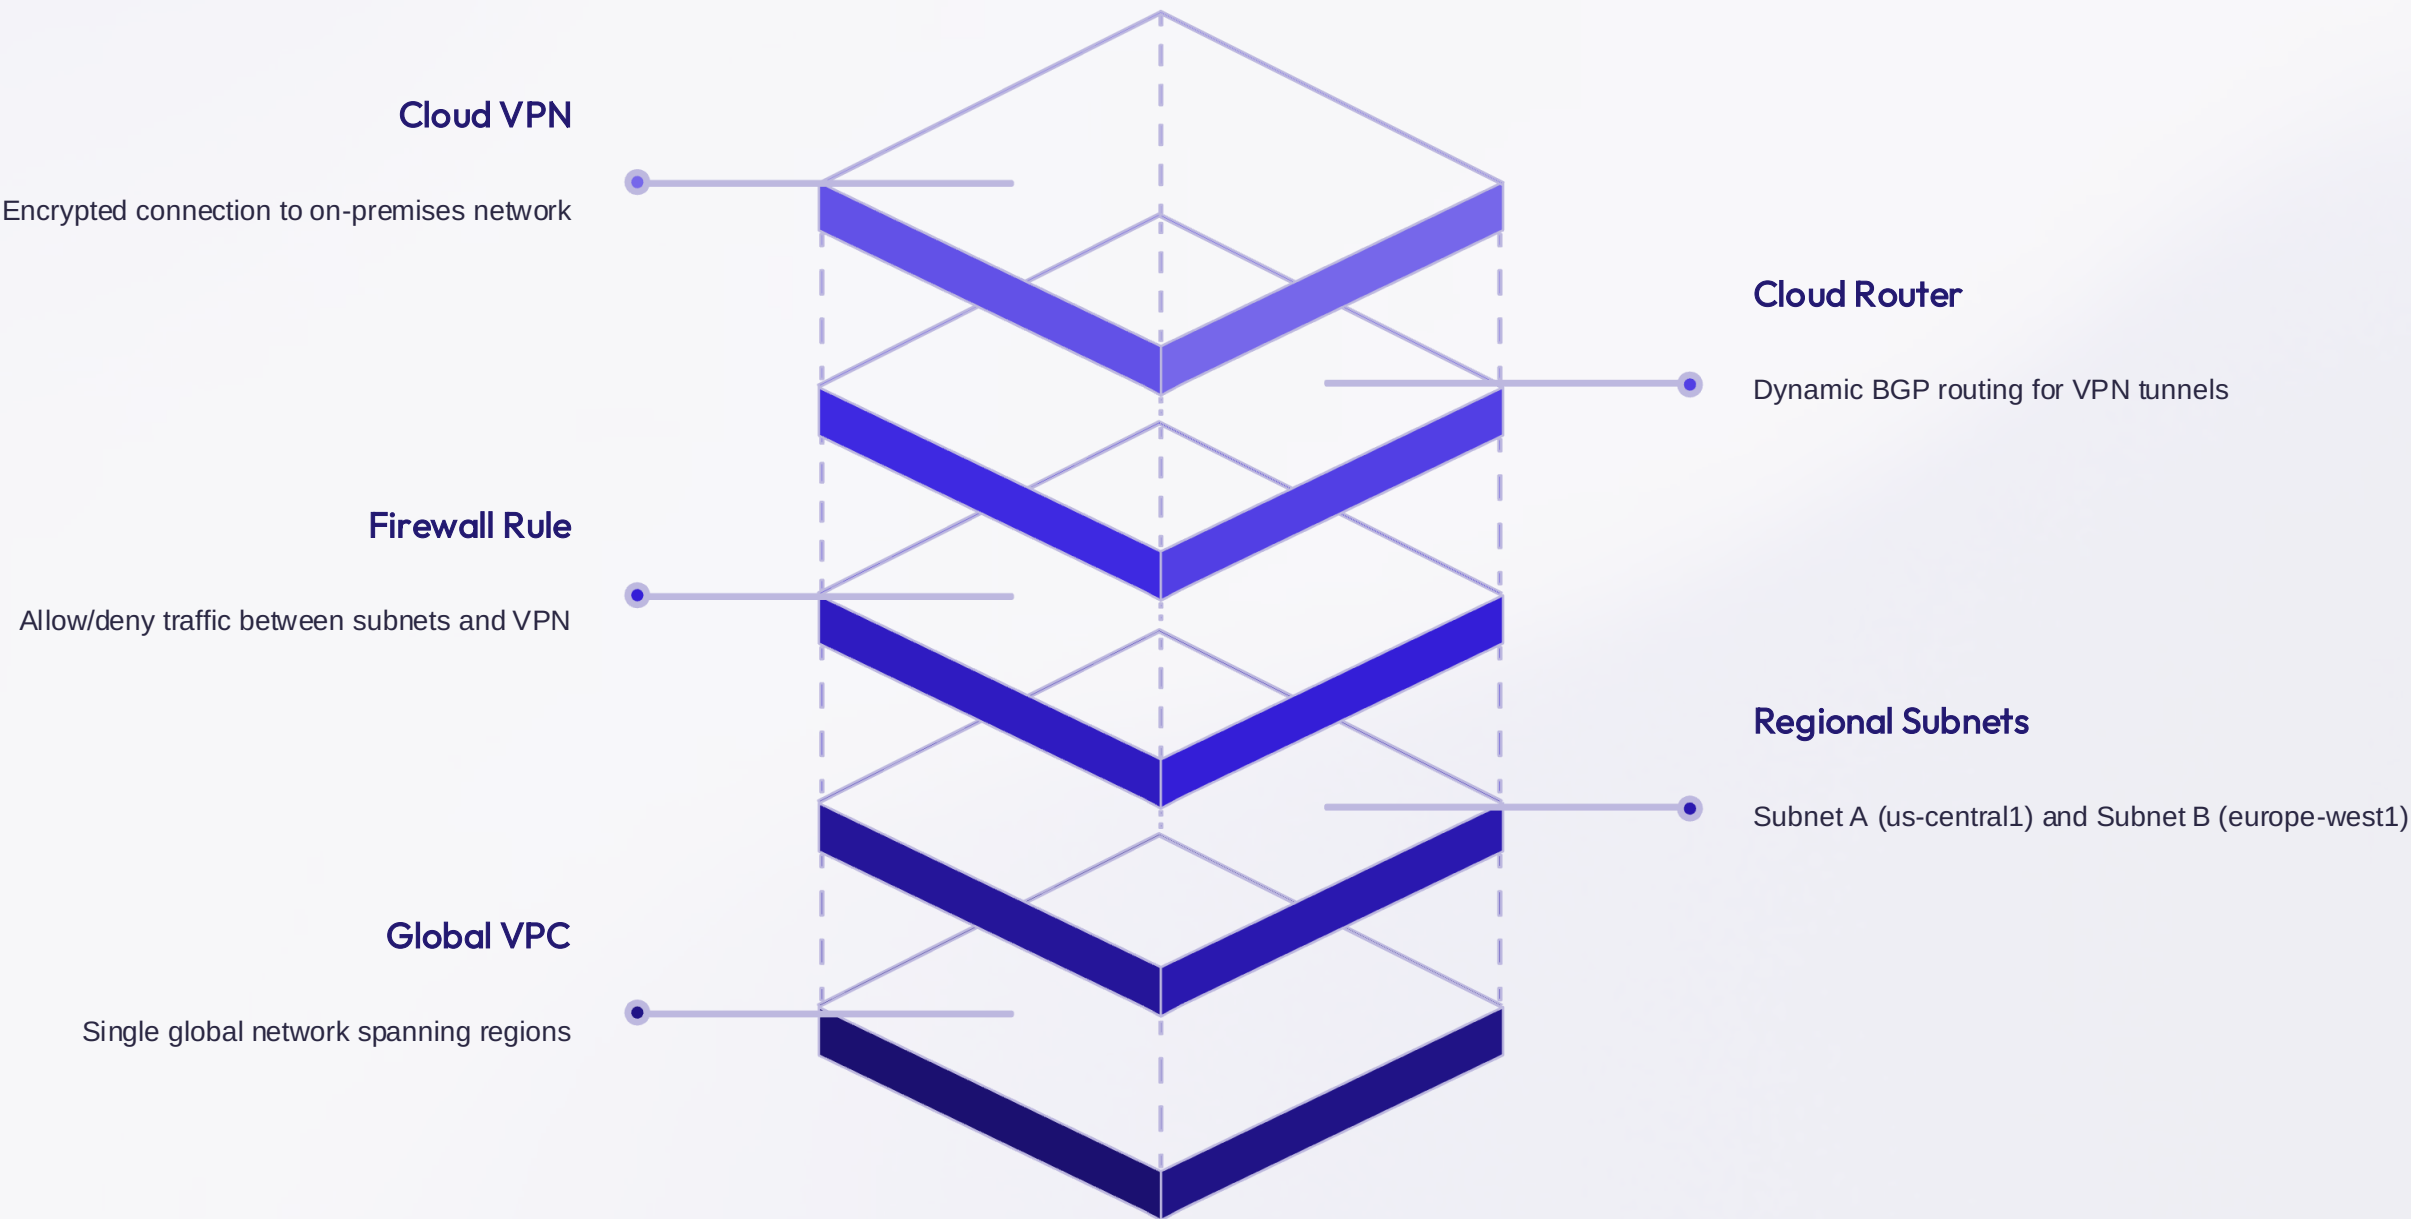 Cloud VPN
Encrypted connection to on-premises network
Cloud Router
Dynamic BGP routing for VPN tunnels
Firewall Rule
Allow/deny traffic between subnets and VPN
Regional Subnets
Subnet A (us-central1) and Subnet B (europe-west1)
Global VPC
Single global network spanning regions